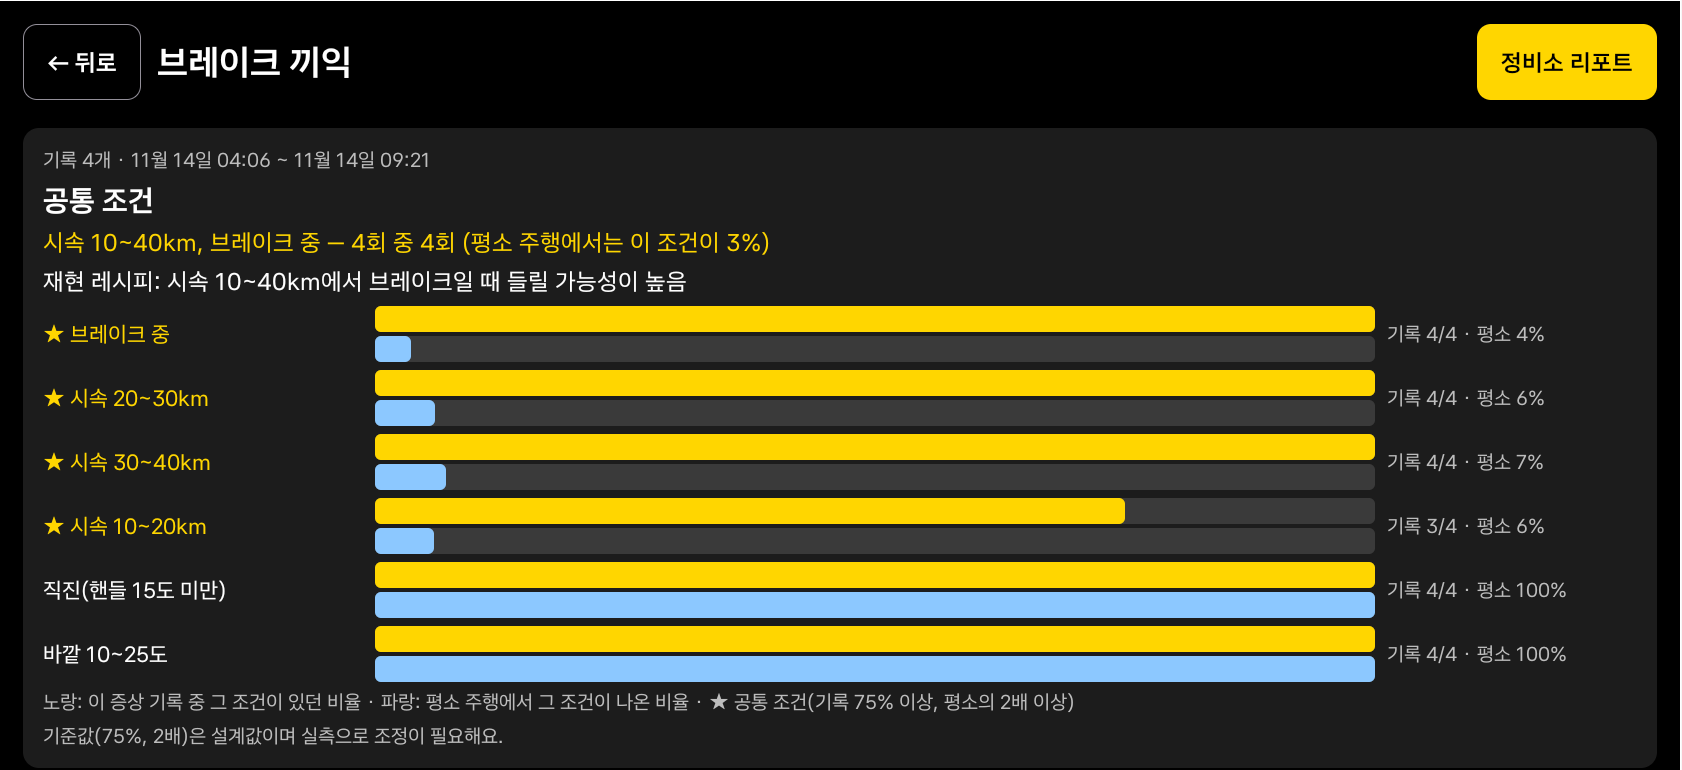 ← 뒤로
브레이크 끼익
정비소 리포트
기록 4개 · 11월 14일 04:06 ~ 11월 14일 09:21
공통 조건
시속 10~40km, 브레이크 중 — 4회 중 4회 (평소 주행에서는 이 조건이 3%)
재현 레시피: 시속 10~40km에서 브레이크일 때 들릴 가능성이 높음
★ 브레이크 중
기록 4/4 · 평소 4%
★ 시속 20~30km
기록 4/4 · 평소 6%
★ 시속 30~40km
기록 4/4 · 평소 7%
★ 시속 10~20km
기록 3/4 · 평소 6%
직진(핸들 15도 미만)
기록 4/4 · 평소 100%
바깥 10~25도
기록 4/4 · 평소 100%
노랑: 이 증상 기록 중 그 조건이 있던 비율 · 파랑: 평소 주행에서 그 조건이 나온 비율 · ★ 공통 조건(기록 75% 이상, 평소의 2배 이상)
기준값(75%, 2배)은 설계값이며 실측으로 조정이 필요해요.